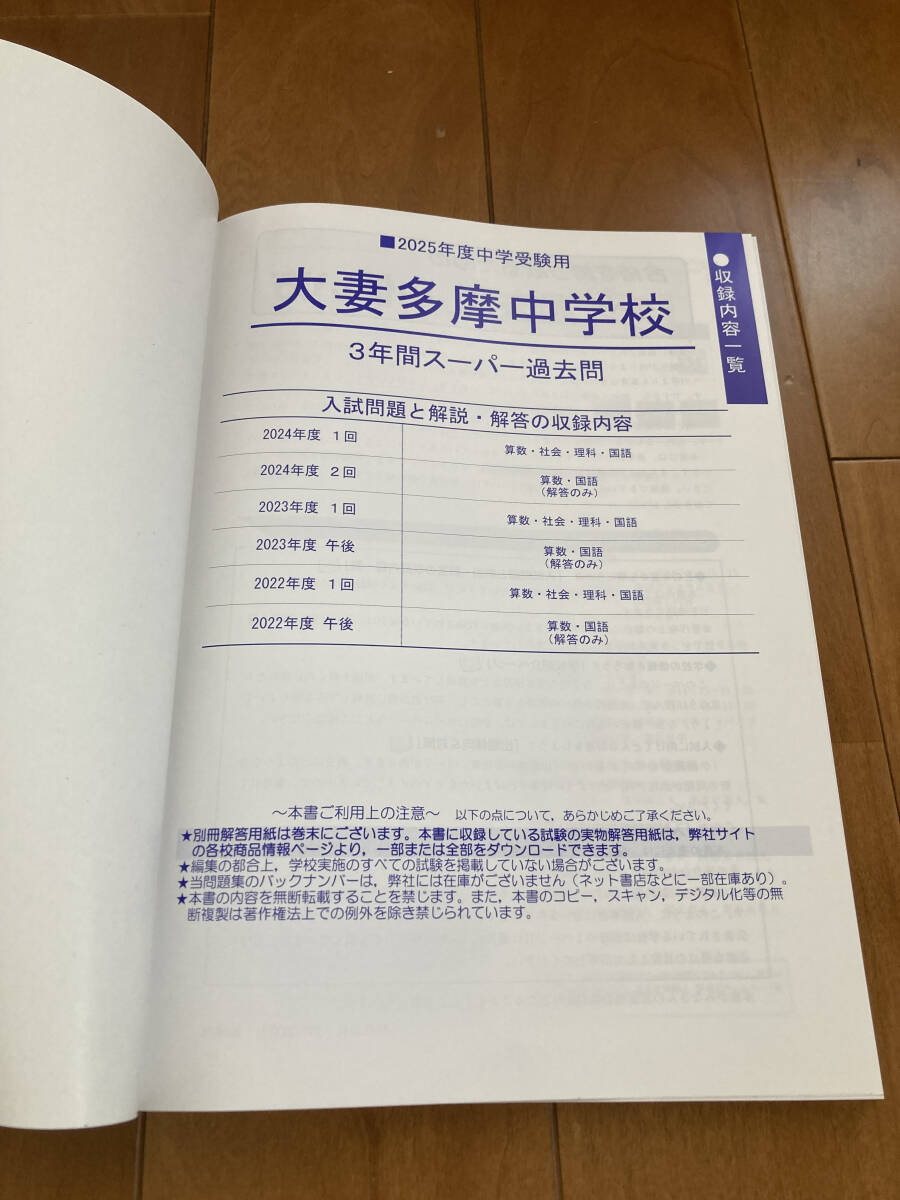 ■2025年度中学受験用
大妻多摩中学校
3年間スーパー過去問
●収録内容一覧
入試問題と解説・解答の収録内容
2024年度 1回 算数・社会・理科・国語
2024年度 2回 算数・国語
(解答のみ)
2023年度 1回 算数・社会・理科・国語
2023年度 午後 算数・国語
(解答のみ)
2022年度 1回 算数・社会・理科・国語
2022年度 午後 算数・国語
(解答のみ)
～本書ご利用上の注意～ 以下の点について，あらかじめご了承ください。
★別冊解答用紙は巻末にございます。本書に収録している試験の実物解答用紙は，弊社サイト
の各校商品情報ページより，一部または全部をダウンロードできます。
★編集の都合上，学校実施のすべての試験を掲載していない場合がございます。
★当問題集のバックナンバーは，弊社には在庫がございません（ネット書店などに一部在庫あり）。
★本書の内容を無断転載することを禁じます。また，本書のコピー，スキャン，デジタル化等の無
断複製は著作権法上での例外を除き禁じられています。